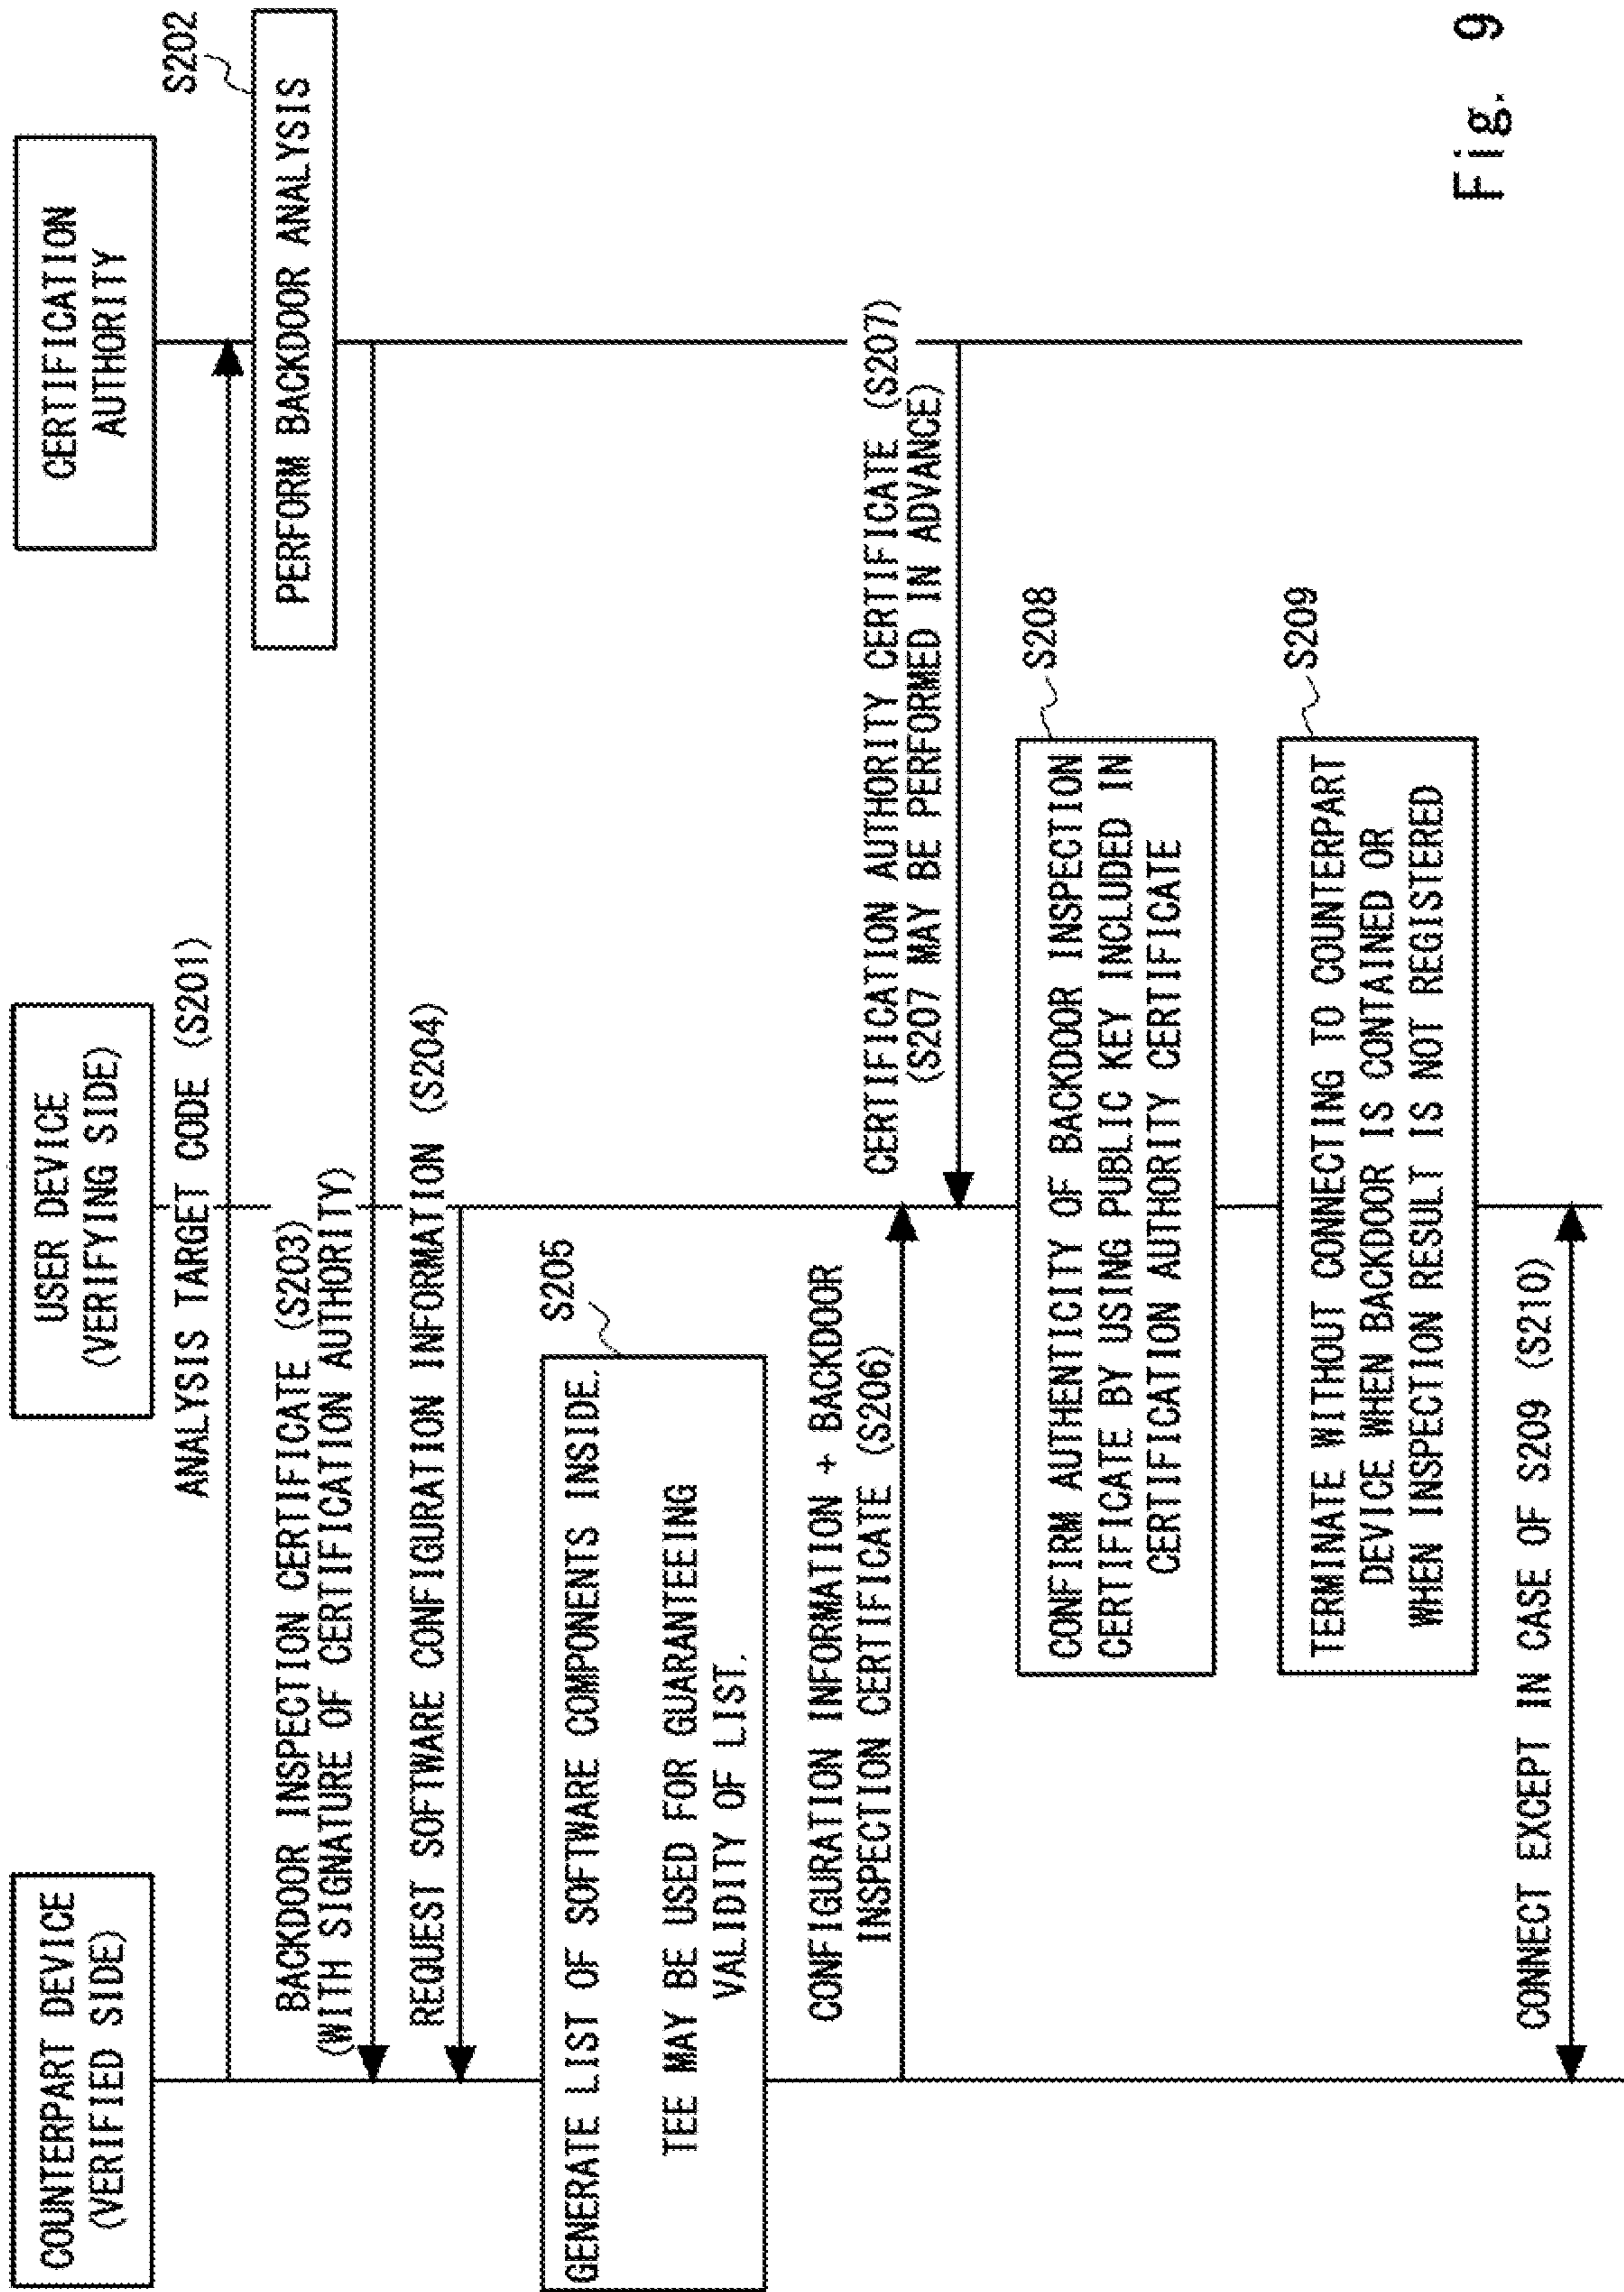 COUNTERPART DEVICE
(VERIFIED SIDE)
USER DEVICE
(VERIFYING SIDE)
CERTIFICATION
AUTHORITY
ANALYSIS TARGET CODE (S201)
S202
PERFORM BACKDOOR ANALYSIS
BACKDOOR INSPECTION CERTIFICATE (S203)
(WITH SIGNATURE OF CERTIFICATION AUTHORITY)
REQUEST SOFTWARE CONFIGURATION INFORMATION (S204)
S205
GENERATE LIST OF SOFTWARE COMPONENTS INSIDE.
TEE MAY BE USED FOR GUARANTEEING
VALIDITY OF LIST.
CONFIGURATION INFORMATION + BACKDOOR
INSPECTION CERTIFICATE (S206)
CERTIFICATION AUTHORITY CERTIFICATE (S207)
(S207 MAY BE PERFORMED IN ADVANCE)
S208
CONFIRM AUTHENTICITY OF BACKDOOR INSPECTION
CERTIFICATE BY USING PUBLIC KEY INCLUDED IN
CERTIFICATION AUTHORITY CERTIFICATE
S209
TERMINATE WITHOUT CONNECTING TO COUNTERPART
DEVICE WHEN BACKDOOR IS CONTAINED OR
WHEN INSPECTION RESULT IS NOT REGISTERED
CONNECT EXCEPT IN CASE OF S209 (S210)
Fig. 9